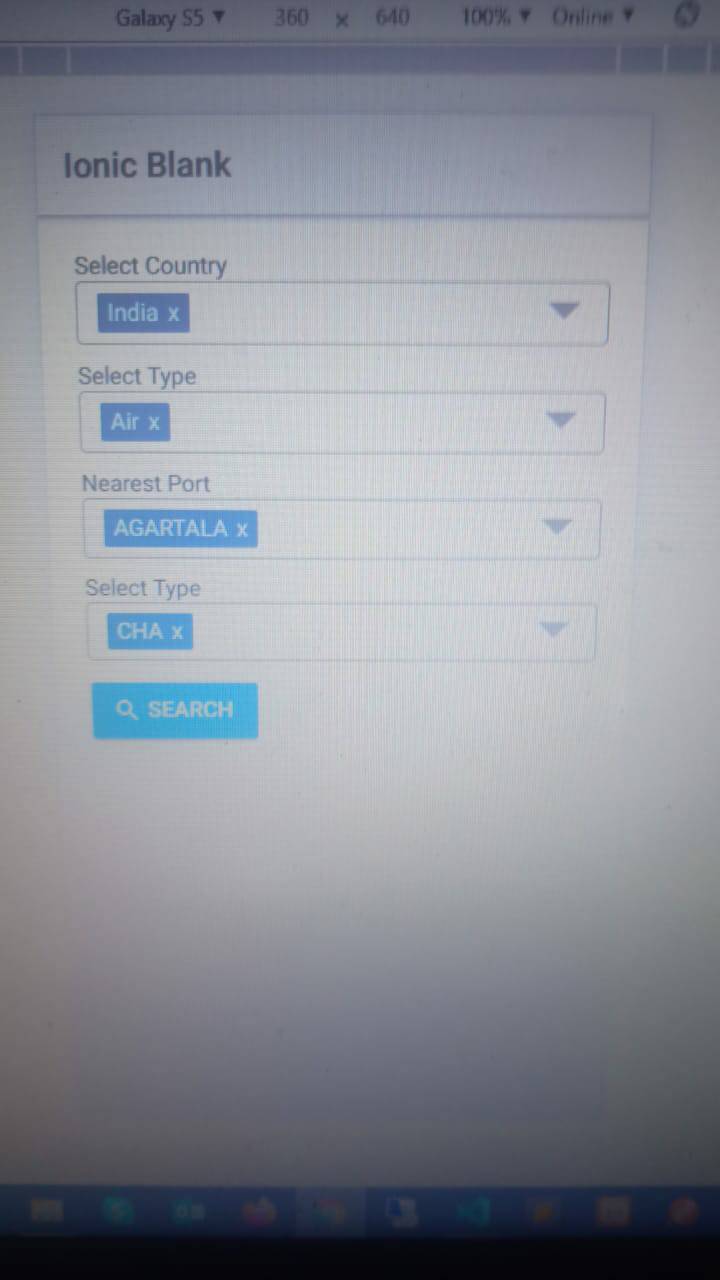 Galaxy S5 ▼ 360 x 640 100% ▼ Online ▼
Ionic Blank
Select Country
India x
Select Type
Air x
Nearest Port
AGARTALA x
Select Type
CHA x
SEARCH